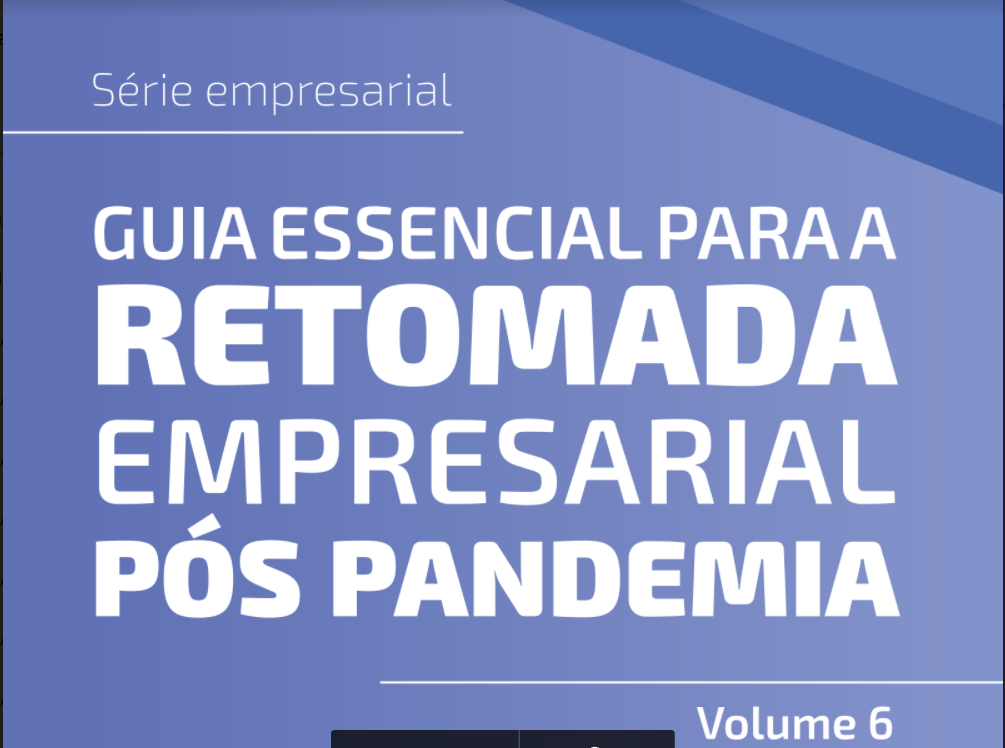 Série empresarial
GUIA ESSENCIAL PARA A
RETOMADA
EMPRESARIAL
PÓS PANDEMIA
Volume 6